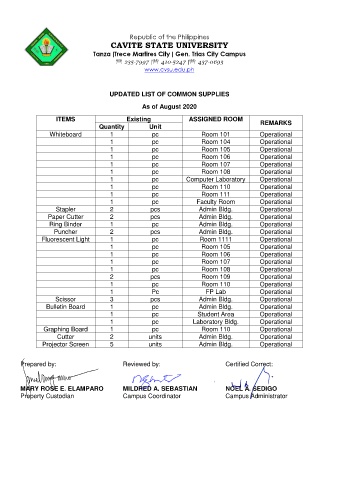 Republic of the Philippines
CAVITE STATE UNIVERSITY
Tanza (Trece Martires City | Gen. Trias City Campus
www.cvsu.edu.ph
UPDATED LIST OF COMMON SUPPLIES
As of August 2020
ITEMS Existing ASSIGNED ROOM REMARKS
Quantity Unit
Whiteboard 1 pc Room 101 Operational
1 pc Room 104 Operational
1 pc Room 105 Operational
1 pc Room 106 Operational
1 pc Room 107 Operational
1 pc Room 108 Operational
1 pc Computer Laboratory Operational
1 pc Room 110 Operational
1 pc Room 111 Operational
1 pc Faculty Room Operational
Stapler 2 pcs Admin Bldg. Operational
Paper Cutter 2 pcs Admin Bldg. Operational
Ring Binder 1 pc Admin Bldg. Operational
Puncher 2 pcs Admin Bldg. Operational
Fluorescent Light 1 pc Room 1111 Operational
1 pc Room 105 Operational
1 pc Room 106 Operational
1 pc Room 107 Operational
1 pc Room 108 Operational
2 pcs Room 109 Operational
1 pc Room 110 Operational
1 Pc FP Lab Operational
Scissor 3 pcs Admin Bldg. Operational
Bulletin Board 1 pc Admin Bldg. Operational
1 pc Student Area Operational
1 pc Laboratory Bldg. Operational
Graphing Board 1 pc Room 110 Operational
Cutter 2 units Admin Bldg. Operational
Projector Screen 5 units Admin Bldg. Operational
Prepared by: Reviewed by: Certified Correct:
MARY ROSE E. ELAMPARO MILDRED A. SEBASTIAN NOEL A. SEDIGO
Property Custodian Campus Coordinator Campus Administrator